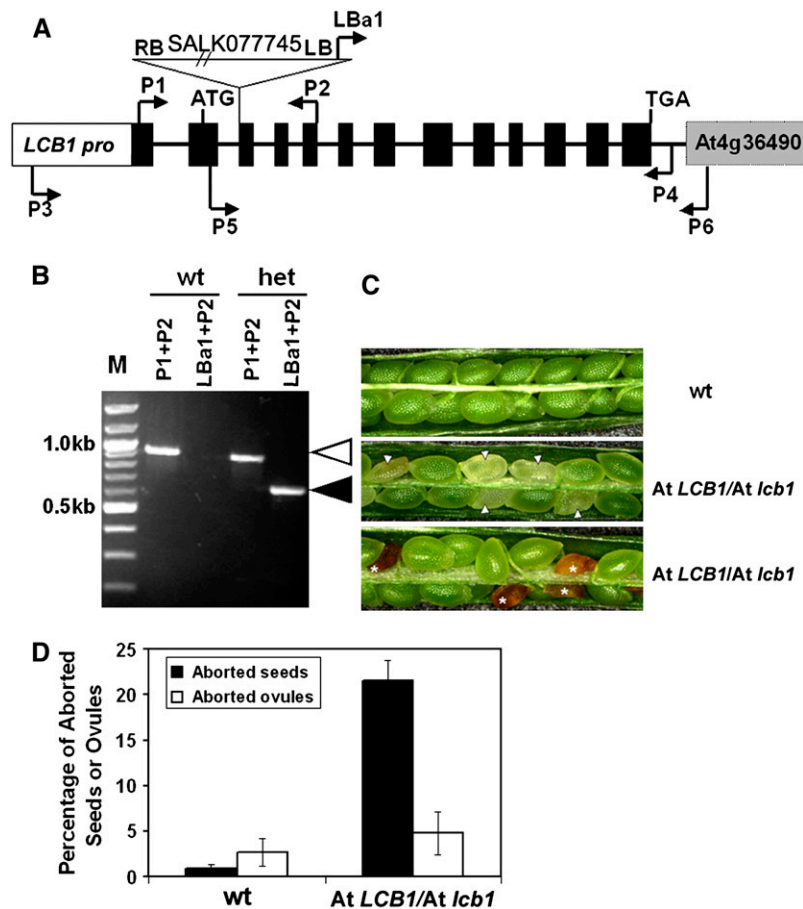 A
RB SALK077745 LB LBa1
P1 ATG P2 TGA
LCB1 pro At4g36490
P3 P5 P4 P6
B
wt het
M P1+P2 LBa1+P2 P1+P2 LBa1+P2
1.0kb
0.5kb
C
wt
At LCB1/At lcb1
* * * *
At LCB1/At lcb1
D
Percentage of Aborted
Seeds or Ovules
25
20
15
10
5
0
Aborted seeds
Aborted ovules
wt At LCB1/At lcb1